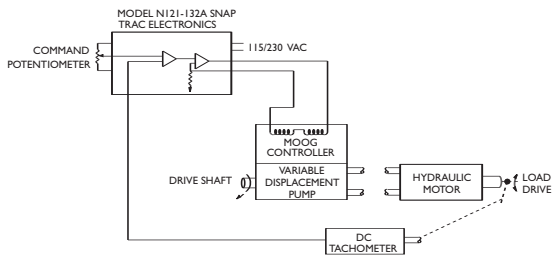 MODEL N121-132A SNAP
TRAC ELECTRONICS
COMMAND
POTENTIOMETER
115/230 VAC
MOOG
CONTROLLER
DRIVE SHAFT
VARIABLE
DISPLACEMENT
PUMP
HYDRAULIC
MOTOR
LOAD
DRIVE
DC
TACHOMETER